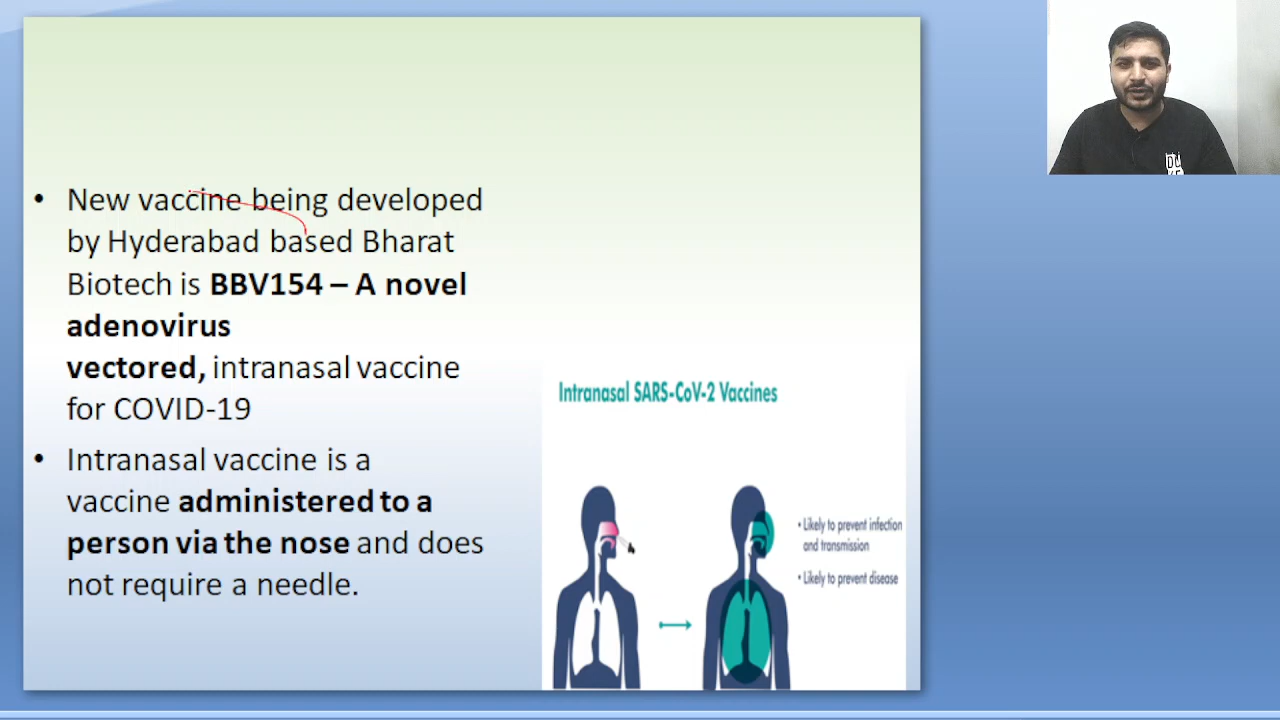 • New vaccine being developed
by Hyderabad based Bharat
Biotech is BBV154 – A novel
adenovirus
vectored, intranasal vaccine
for COVID-19
• Intranasal vaccine is a
vaccine administered to a
person via the nose and does
not require a needle.
Intranasal SARS-CoV-2 Vaccines
• Likely to prevent infection
and transmission
• Likely to prevent disease